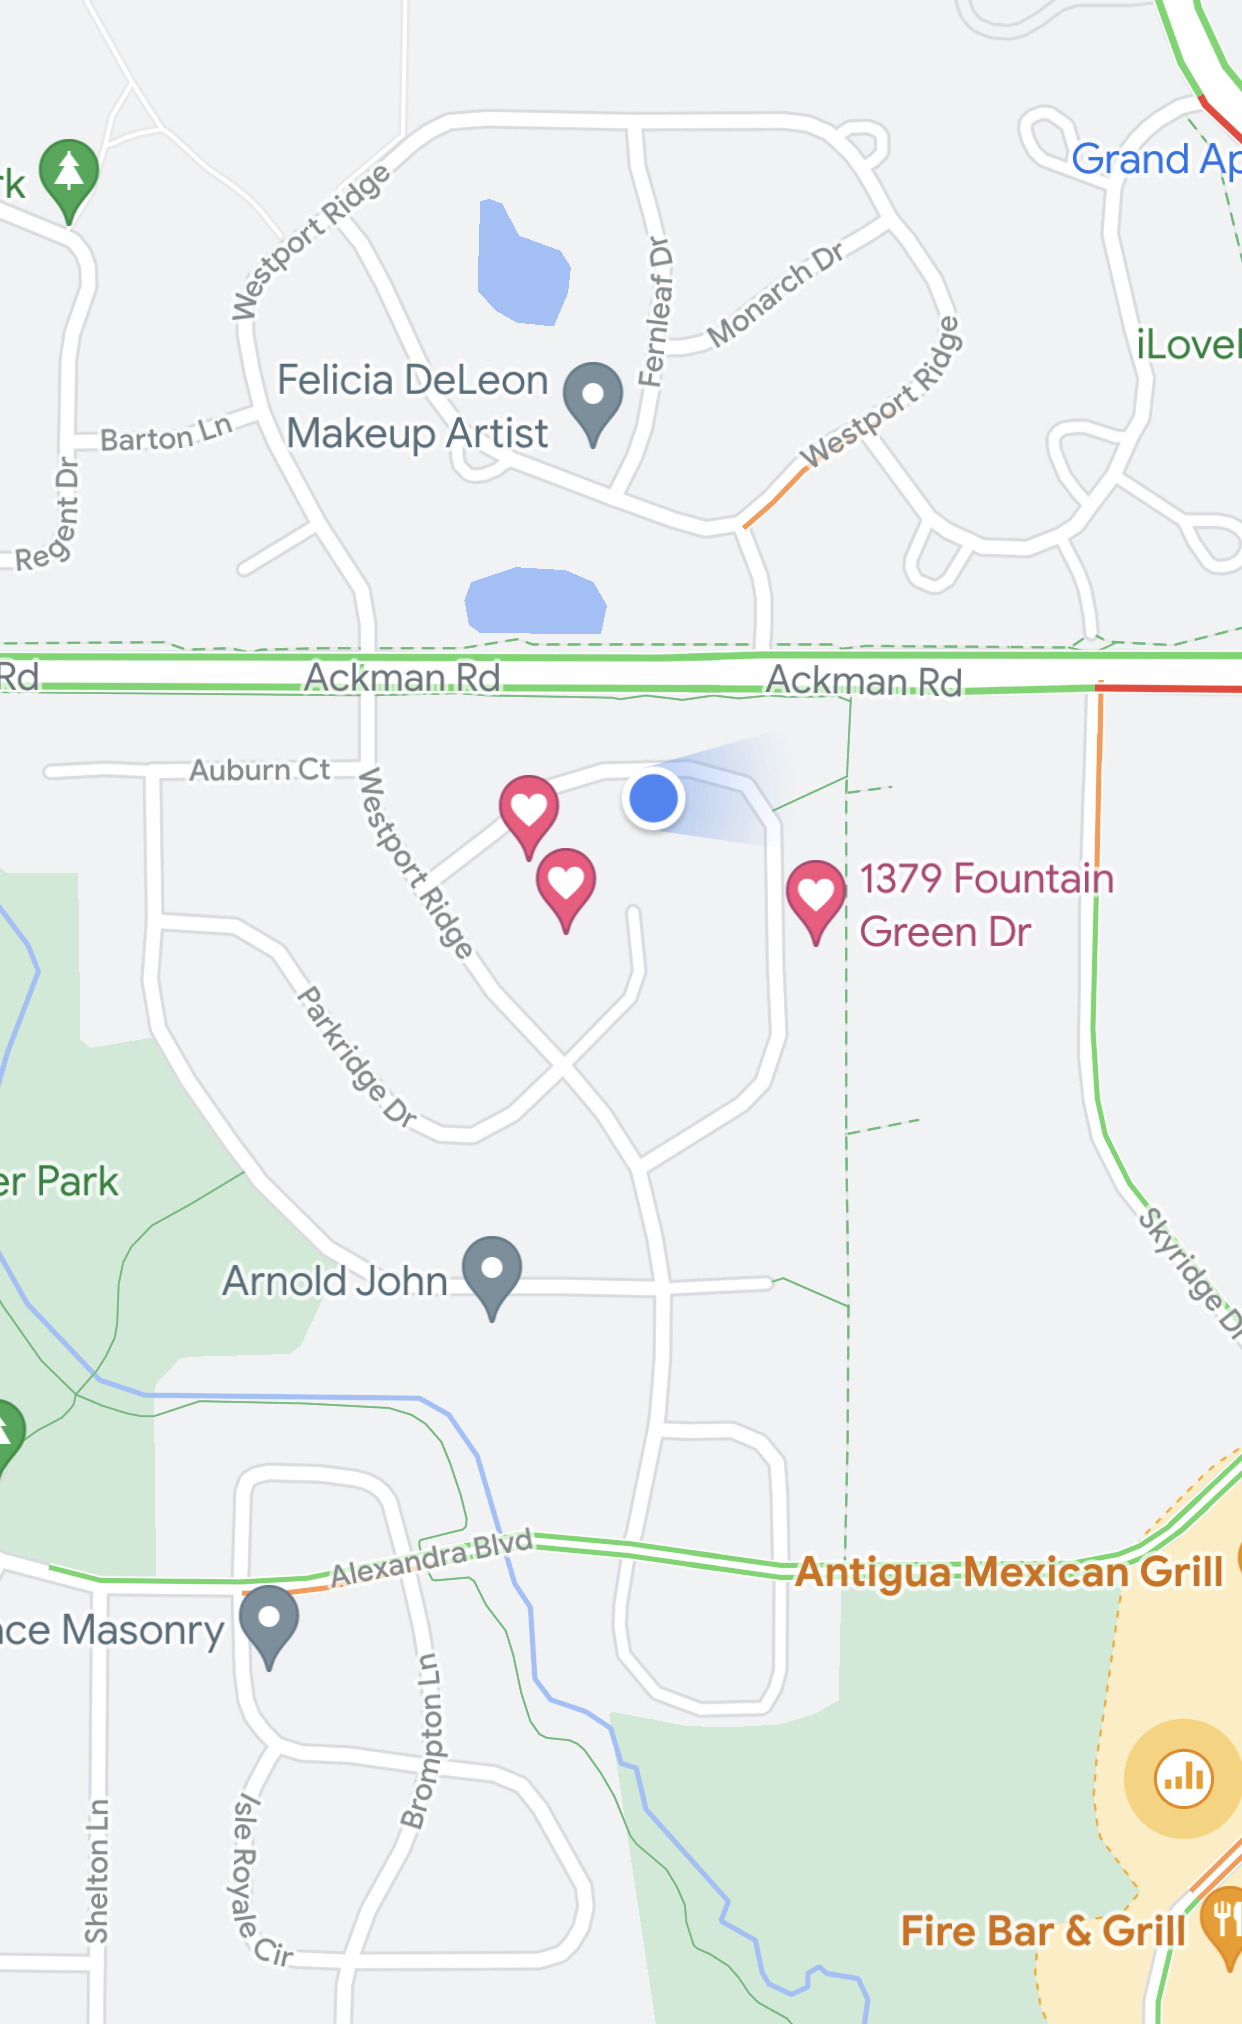 rk
Grand Ap
Westport Ridge
Fernleaf Dr
Monarch Dr
iLovek
Felicia DeLeon
Makeup Artist
Westport Ridge
Barton Ln
Regent Dr
Rd
Ackman Rd
Ackman Rd
Auburn Ct
Westport Ridge
1379 Fountain
Green Dr
Parkridge Dr
er Park
Skyridge Dr
Arnold John
Alexandra Blvd
Antigua Mexican Grill
ace Masonry
Brompton Ln
Isle Royale Cir
Shelton Ln
Fire Bar & Grill